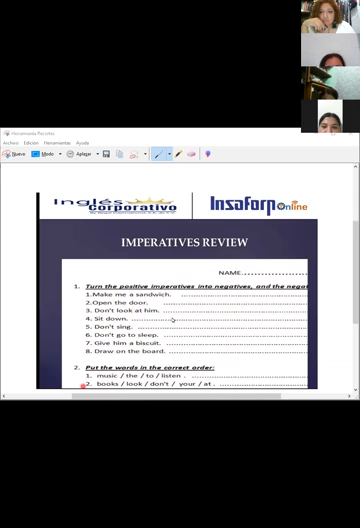 Herramienta Recortes
Archivo Edición Herramientas Ayuda
Nuevo Modo Aplazar
Inglés Corporativo
Insaforp Online
IMPERATIVES REVIEW
NAME
1. Turn the positive imperatives into negatives, and the negat
1.Make me a sandwich.
2.Open the door.
3. Don't look at him.
4. Sit down.
5. Don't sing.
6. Don't go to sleep.
7. Give him a biscuit.
8. Draw on the board.
2. Put the words in the correct order:
1. music / the / to / listen .
2. books / look / don't / your / at .